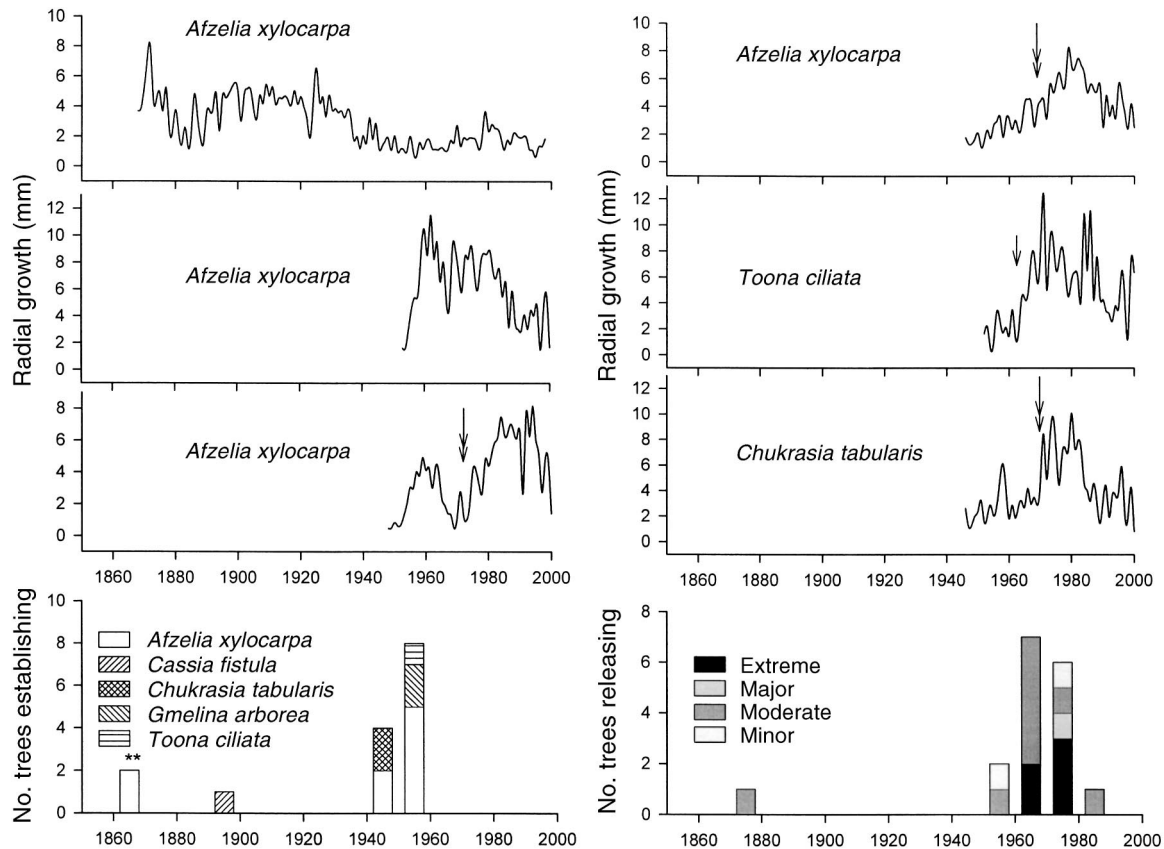 10
8
6
4
2
0
Afzelia xylocarpa
12
10
8
6
4
2
0
Afzelia xylocarpa
8
6
4
2
0
Afzelia xylocarpa
Radial growth (mm)
1860 1880 1900 1920 1940 1960 1980 2000
10
8
6
4
2
0
Afzelia xylocarpa
12
10
8
6
4
2
0
Toona ciliata
12
10
8
6
4
2
0
Chukrasia tabularis
Radial growth (mm)
1860 1880 1900 1920 1940 1960 1980 2000
No. trees establishing
10
8
6
4
2
0
Afzelia xylocarpa
Cassia fistula
Chukrasia tabularis
Gmelina arborea
Toona ciliata
**
1860 1880 1900 1920 1940 1960 1980 2000
No. trees releasing
8
6
4
2
0
Extreme
Major
Moderate
Minor
1860 1880 1900 1920 1940 1960 1980 2000